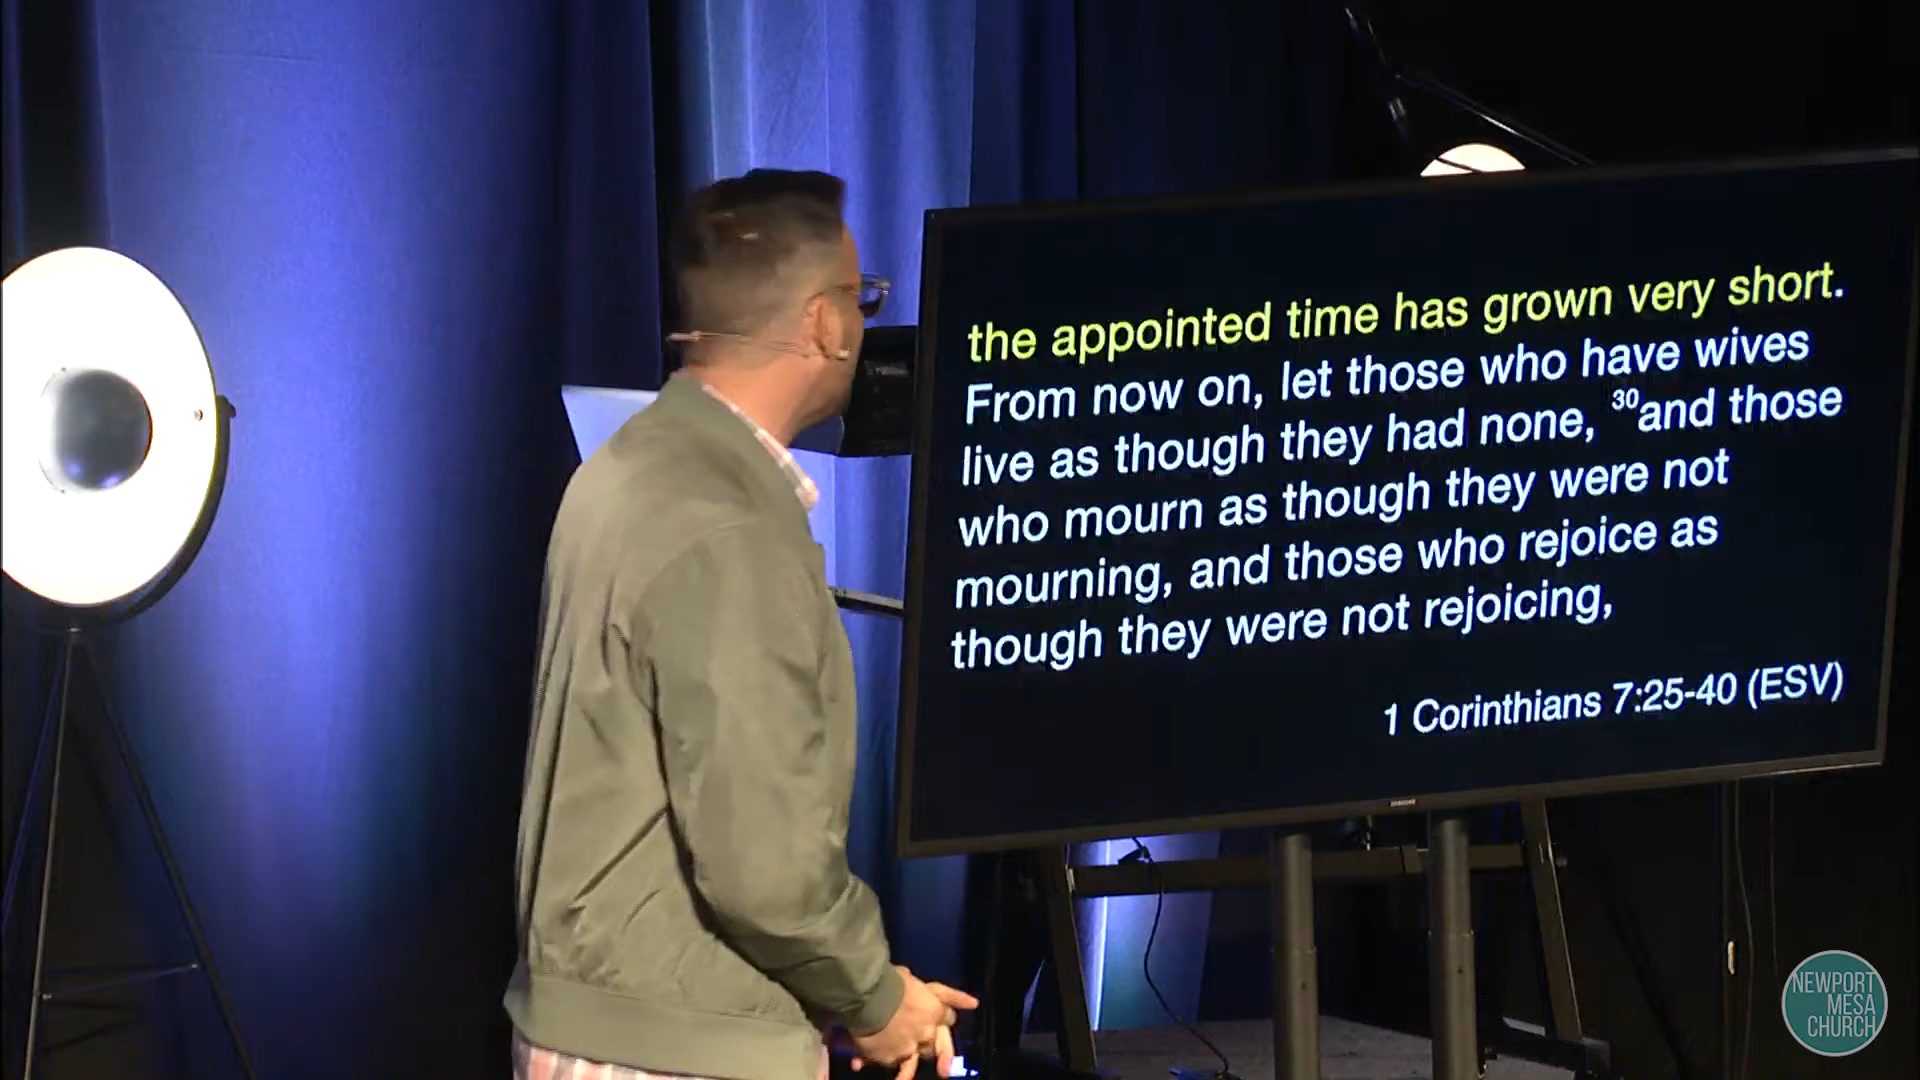 the appointed time has grown very short.
From now on, let those who have wives
live as though they had none, ³⁰and those
who mourn as though they were not
mourning, and those who rejoice as
though they were not rejoicing,
1 Corinthians 7:25-40 (ESV)
SAMSUNG
NEWPORT
MESA
CHURCH